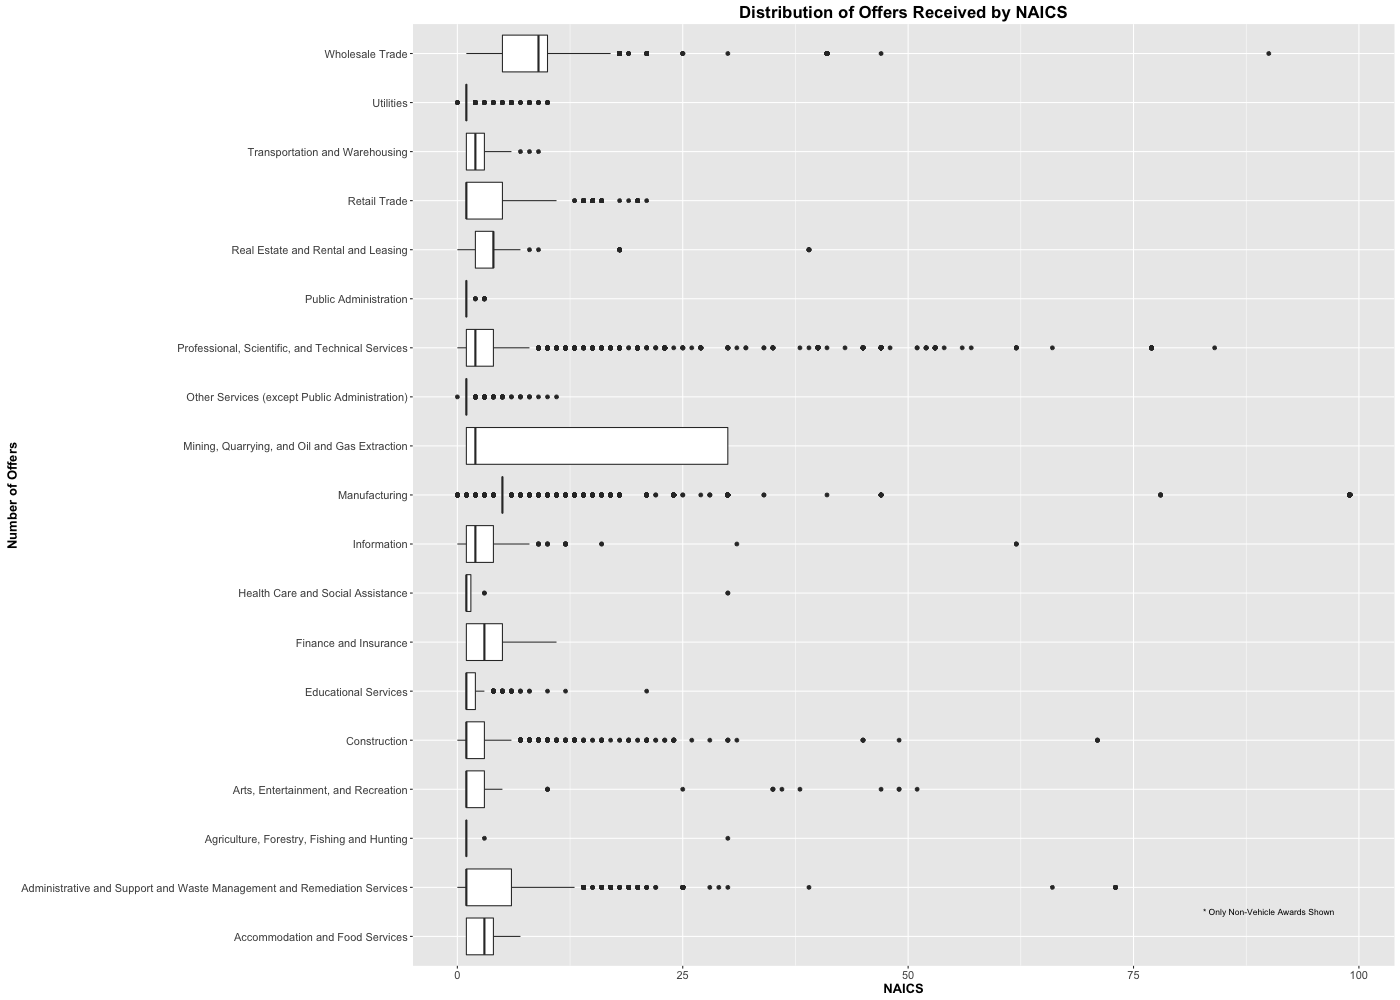 Distribution of Offers Received by NAICS
Number of Offers
Wholesale Trade
Utilities
Transportation and Warehousing
Retail Trade
Real Estate and Rental and Leasing
Public Administration
Professional, Scientific, and Technical Services
Other Services (except Public Administration)
Mining, Quarrying, and Oil and Gas Extraction
Manufacturing
Information
Health Care and Social Assistance
Finance and Insurance
Educational Services
Construction
Arts, Entertainment, and Recreation
Agriculture, Forestry, Fishing and Hunting
Administrative and Support and Waste Management and Remediation Services
* Only Non-Vehicle Awards Shown
Accommodation and Food Services
0 25 50 75 100
NAICS